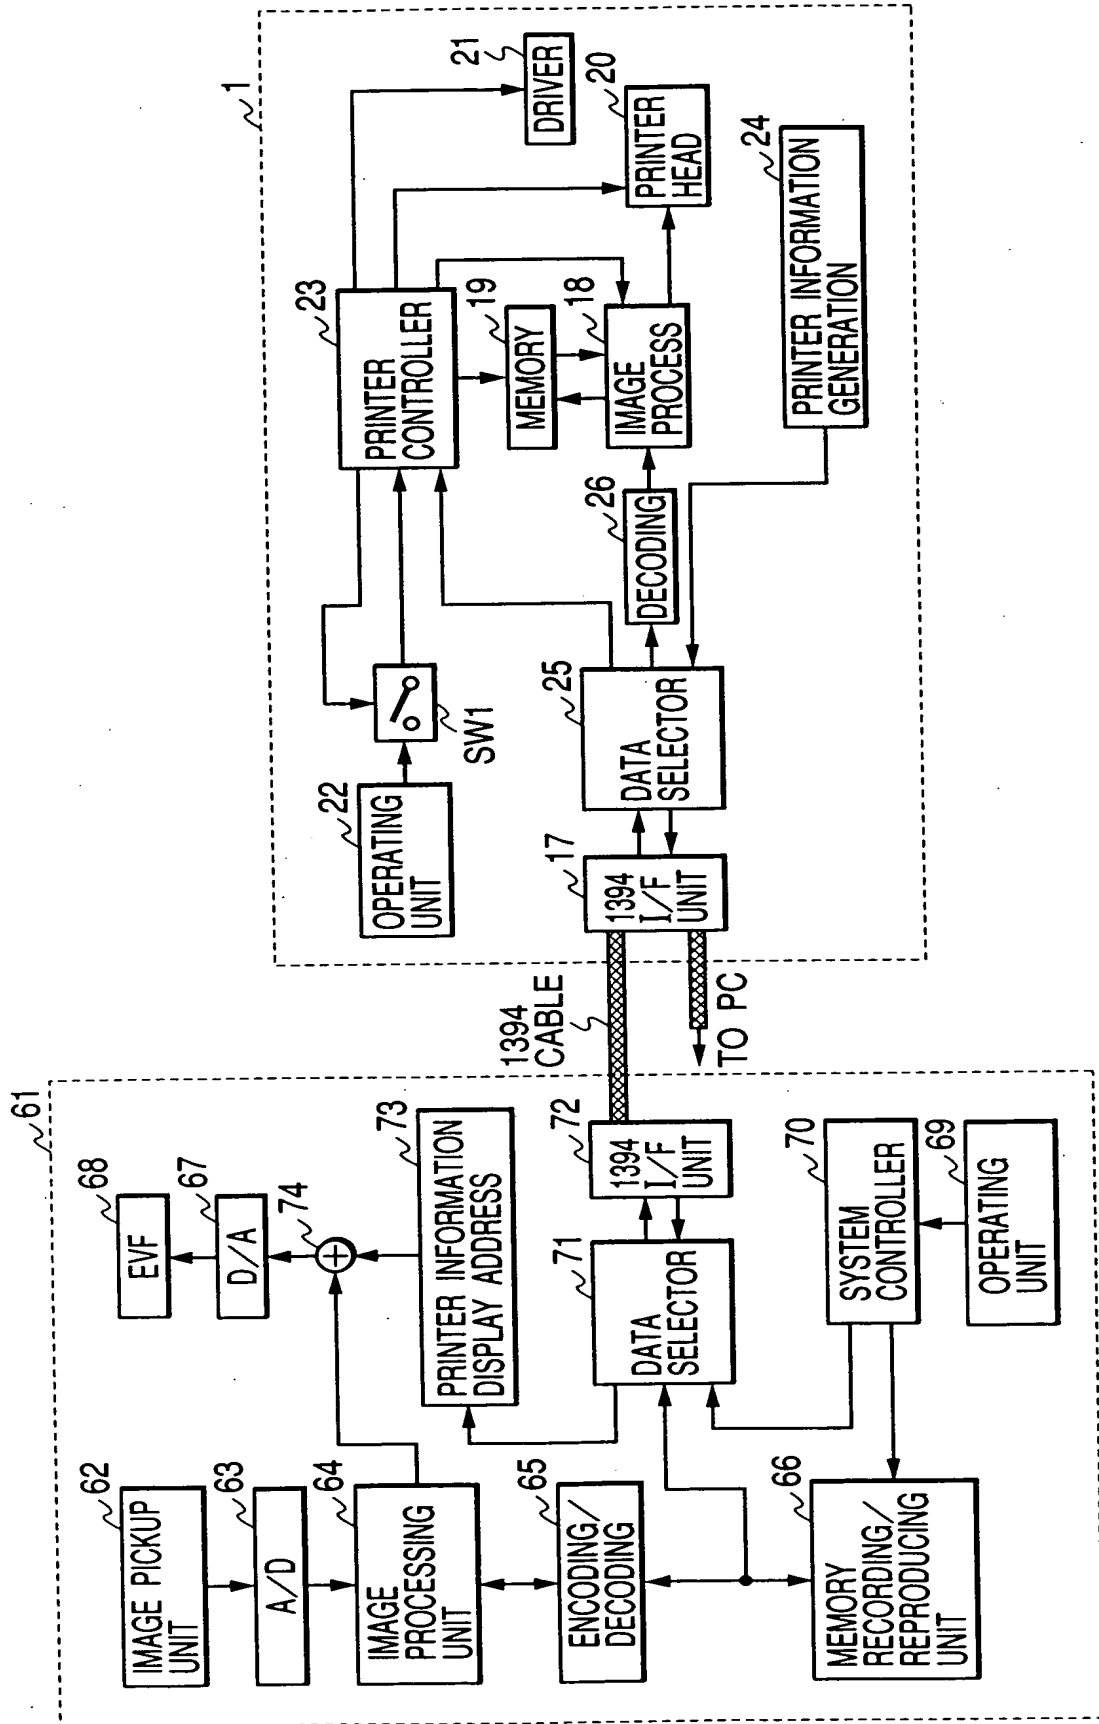 61
62
IMAGE PICKUP
UNIT
63
A/D
64
IMAGE
PROCESSING
UNIT
65
ENCODING/
DECODING
66
MEMORY
RECORDING/
REPRODUCING
UNIT
68
EVF
67
D/A
74
+
73
PRINTER INFORMATION
DISPLAY ADDRESS
71
DATA
SELECTOR
72
1394
I/F
UNIT
70
SYSTEM
CONTROLLER
69
OPERATING
UNIT
1394
CABLE
TO PC
1
22
OPERATING
UNIT
SW1
17
1394
I/F
UNIT
25
DATA
SELECTOR
26
DECODING
23
PRINTER
CONTROLLER
19
MEMORY
18
IMAGE
PROCESS
21
DRIVER
20
PRINTER
HEAD
24
PRINTER INFORMATION
GENERATION